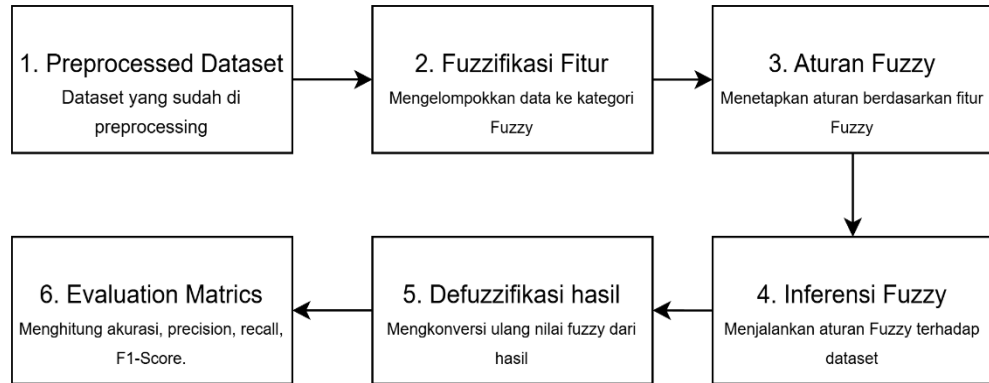 1. Preprocessed Dataset
Dataset yang sudah di
preprocessing
2. Fuzzifikasi Fitur
Mengelompokkan data ke kategori
Fuzzy
3. Aturan Fuzzy
Menetapkan aturan berdasarkan fitur
Fuzzy
4. Inferensi Fuzzy
Menjalankan aturan Fuzzy terhadap
dataset
5. Defuzzifikasi hasil
Mengkonversi ulang nilai fuzzy dari
hasil
6. Evaluation Matrics
Menghitung akurasi, precision, recall,
F1-Score.